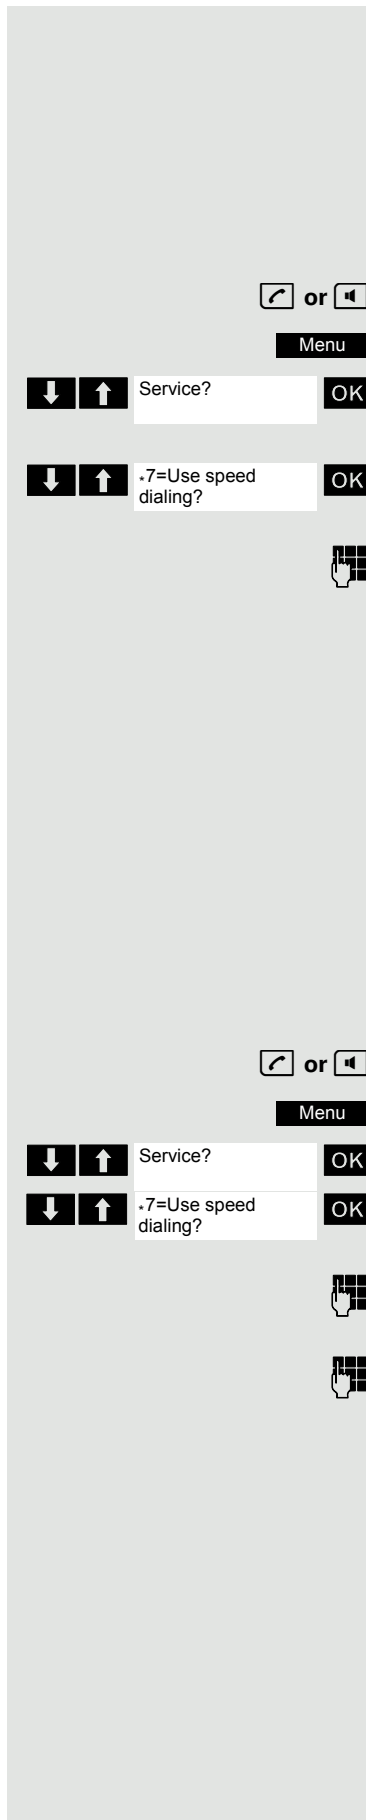 or
Menu
Service? OK
*7=Use speed OK
dialing?
or
Menu
Service? OK
*7=Use speed OK
dialing?